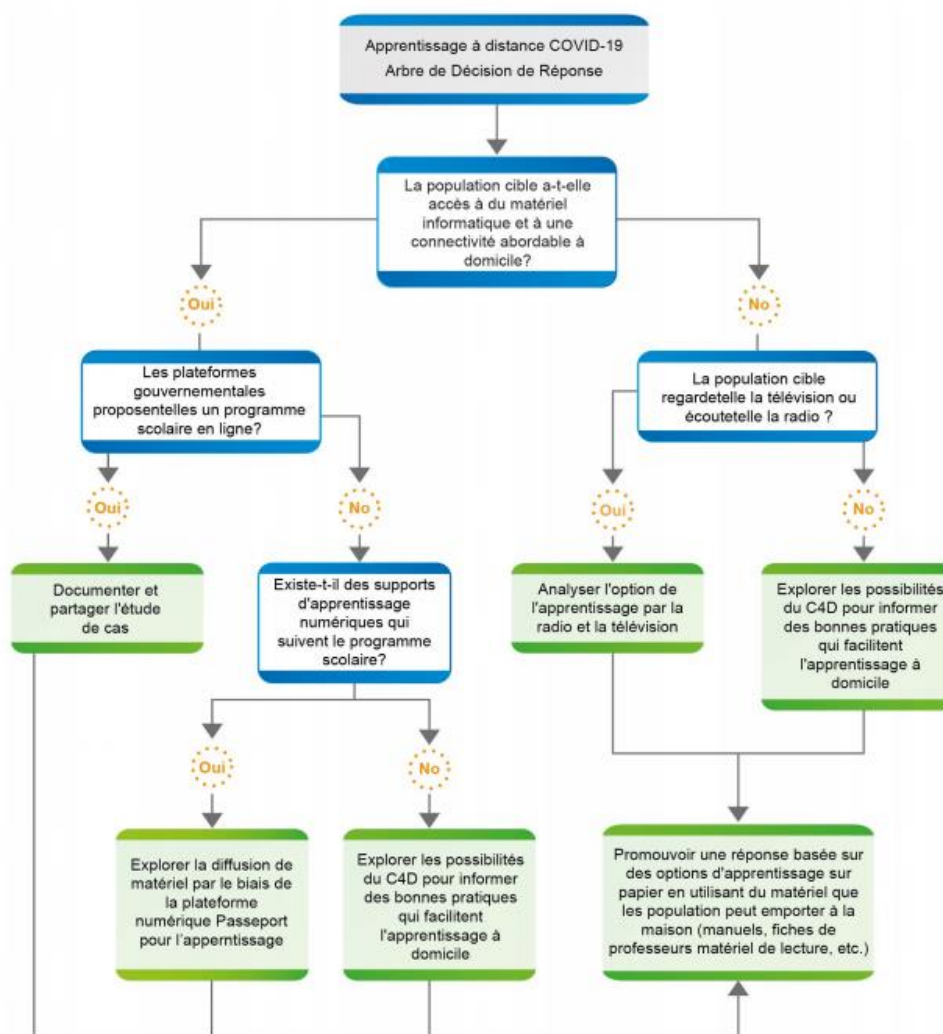 Apprentissage à distance COVID-19
Arbre de Décision de Réponse
La population cible a-t-elle
accès à du matériel
informatique et à une
connectivité abordable à
domicile?
Oui
No
Les plateformes
gouvernementales
proposentelles un programme
scolaire en ligne?
La population cible
regardetelle la télévision ou
écoutetelle la radio ?
Oui
No
Oui
No
Documenter et
partager l'étude
de cas
Existe-t-il des supports
d'apprentissage
numériques qui
suivent le programme
scolaire?
Analyser l'option de
l'apprentissage par la
radio et la télévision
Explorer les possibilités
du C4D pour informer
des bonnes pratiques
qui facilitent
l'apprentissage à
domicile
Oui
No
Explorer la diffusion de
matériel par le biais de
la plateforme
numérique Passeport
pour l'apperntissage
Explorer les possibilités
du C4D pour informer
des bonnes pratiques
qui facilitent
l'apprentissage à
domicile
Promouvoir une réponse basée sur
des options d'apprentissage sur
papier en utilisant du matériel que
les population peut emporter à la
maison (manuels, fiches de
professeurs matériel de lecture, etc.)